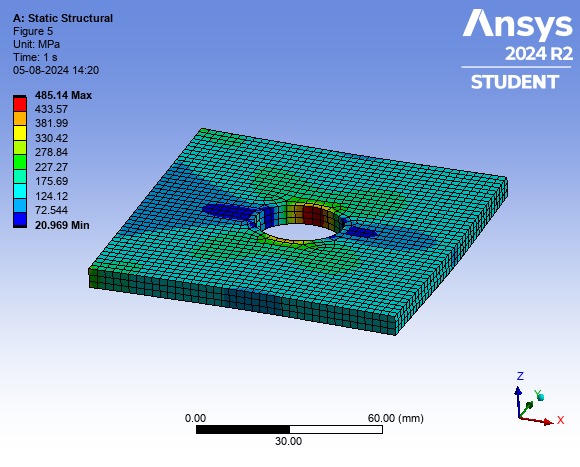 A: Static Structural
Figure 5
Unit: MPa
Time: 1 s
05-08-2024 14:20
485.14 Max
433.57
381.99
330.42
278.84
227.27
175.69
124.12
72.544
20.969 Min
Ansys
2024 R2
STUDENT
0.00 60.00 (mm)
30.00
Z
Y
X